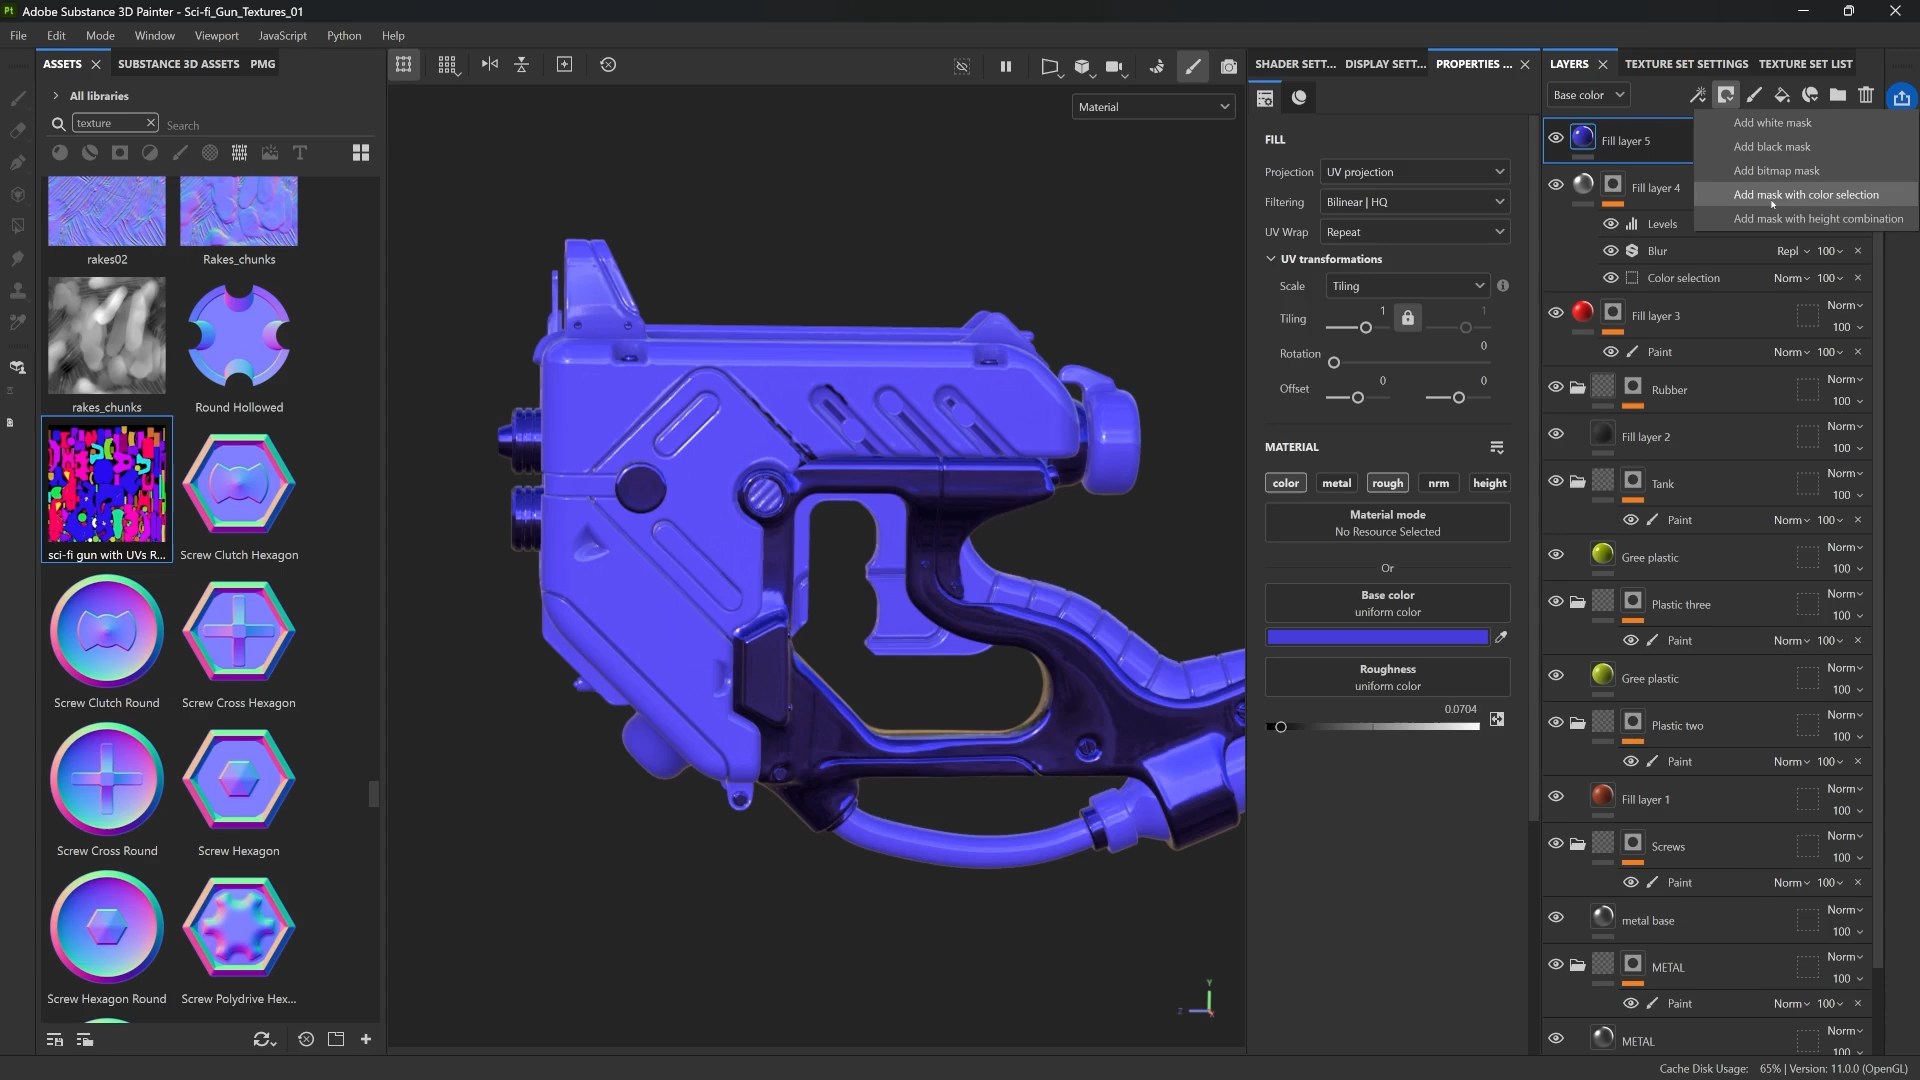 Pt Adobe Substance 3D Painter - Sci-fi_Gun_Textures_01
File Edit Mode Window Viewport JavaScript Python Help
ASSETS SUBSTANCE 3D ASSETS PMG
All libraries
texture Search
rakes02 Rakes_chunks
rakes_chunks Round Hollowed
sci-fi gun with UVs R... Screw Clutch Hexagon
Screw Clutch Round Screw Cross Hexagon
Screw Cross Round Screw Hexagon
Screw Hexagon Round Screw Polydrive Hex...
Material
Y
Z
SHADER SETT... DISPLAY SETT... PROPERTIES ...
FILL
Projection UV projection
Filtering Bilinear | HQ
UV Wrap Repeat
UV transformations
Scale Tiling
Tiling 1 1
Rotation 0
Offset 0 0
MATERIAL
color metal rough nrm height
Material mode
No Resource Selected
Or
Base color
uniform color
Roughness
uniform color
0.0704
LAYERS TEXTURE SET SETTINGS TEXTURE SET LIST
Base color
Add white mask
Add black mask
Add bitmap mask
Add mask with color selection
Add mask with height combination
Fill layer 5
Fill layer 4
Levels
Blur Repl 100
Color selection Norm 100
Fill layer 3 Norm 100
Paint Norm 100
Rubber Norm 100
Fill layer 2 Norm 100
Tank Norm 100
Paint Norm 100
Gree plastic Norm 100
Plastic three Norm 100
Paint Norm 100
Gree plastic Norm 100
Plastic two Norm 100
Paint Norm 100
Fill layer 1 Norm 100
Screws Norm 100
Paint Norm 100
metal base Norm 100
METAL Norm 100
Paint Norm 100
METAL Norm 100
Cache Disk Usage: 65% | Version: 11.0.0 (OpenGL)